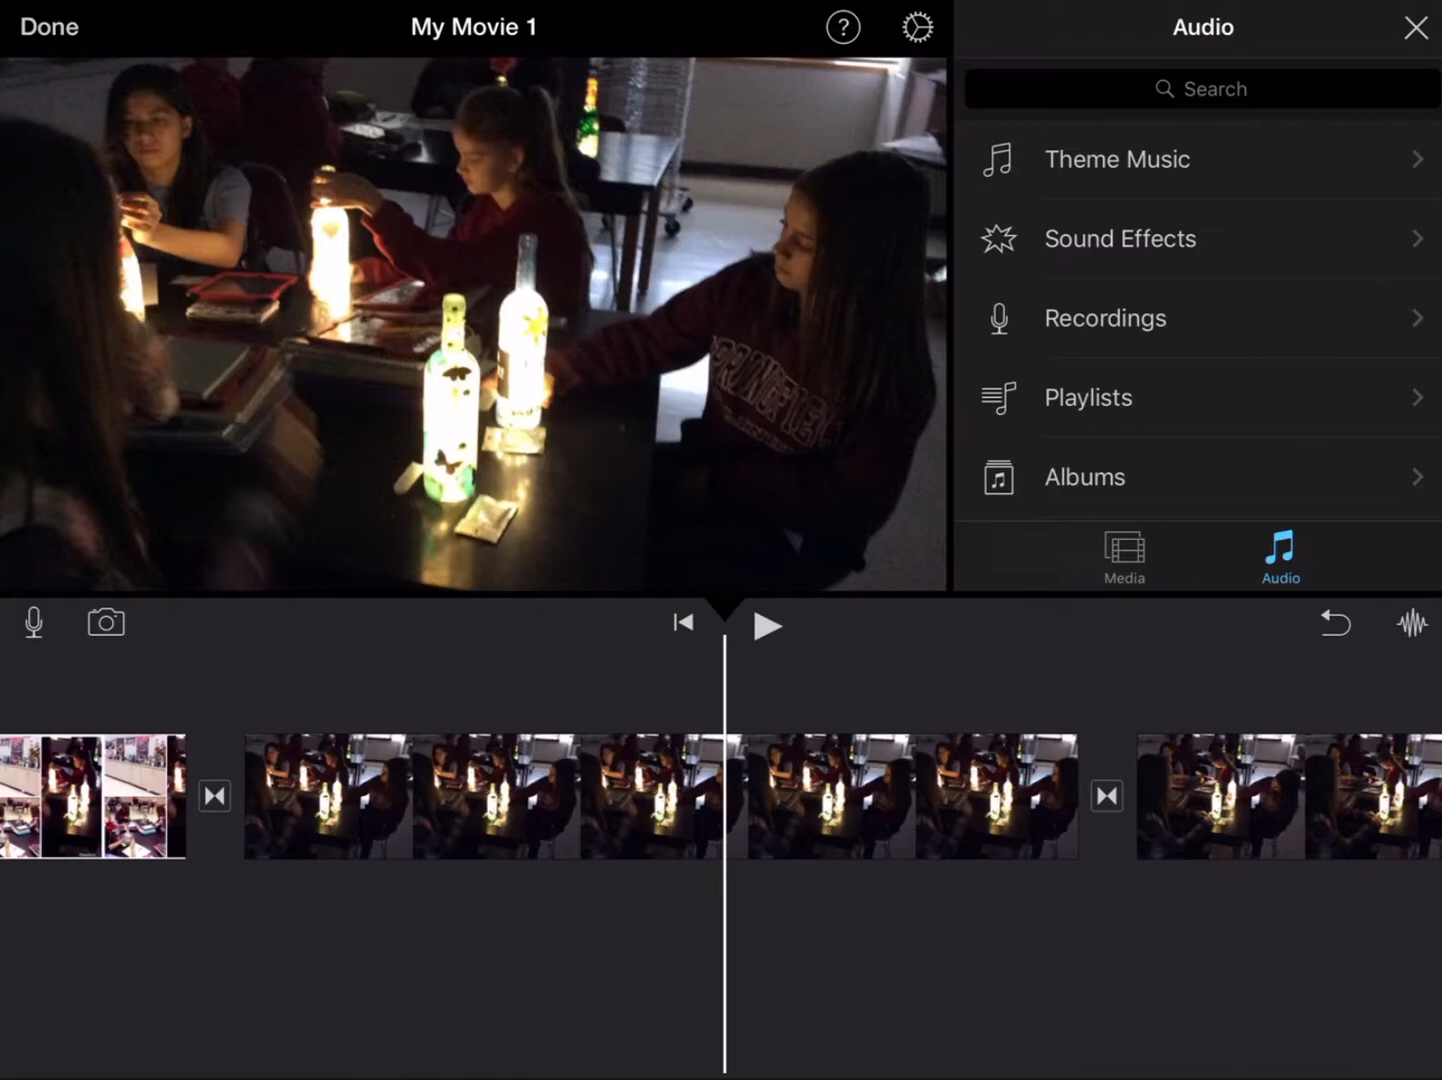 Done
My Movie 1
?
Audio
Search
Theme Music
Sound Effects
Recordings
Playlists
Albums
Media
Audio